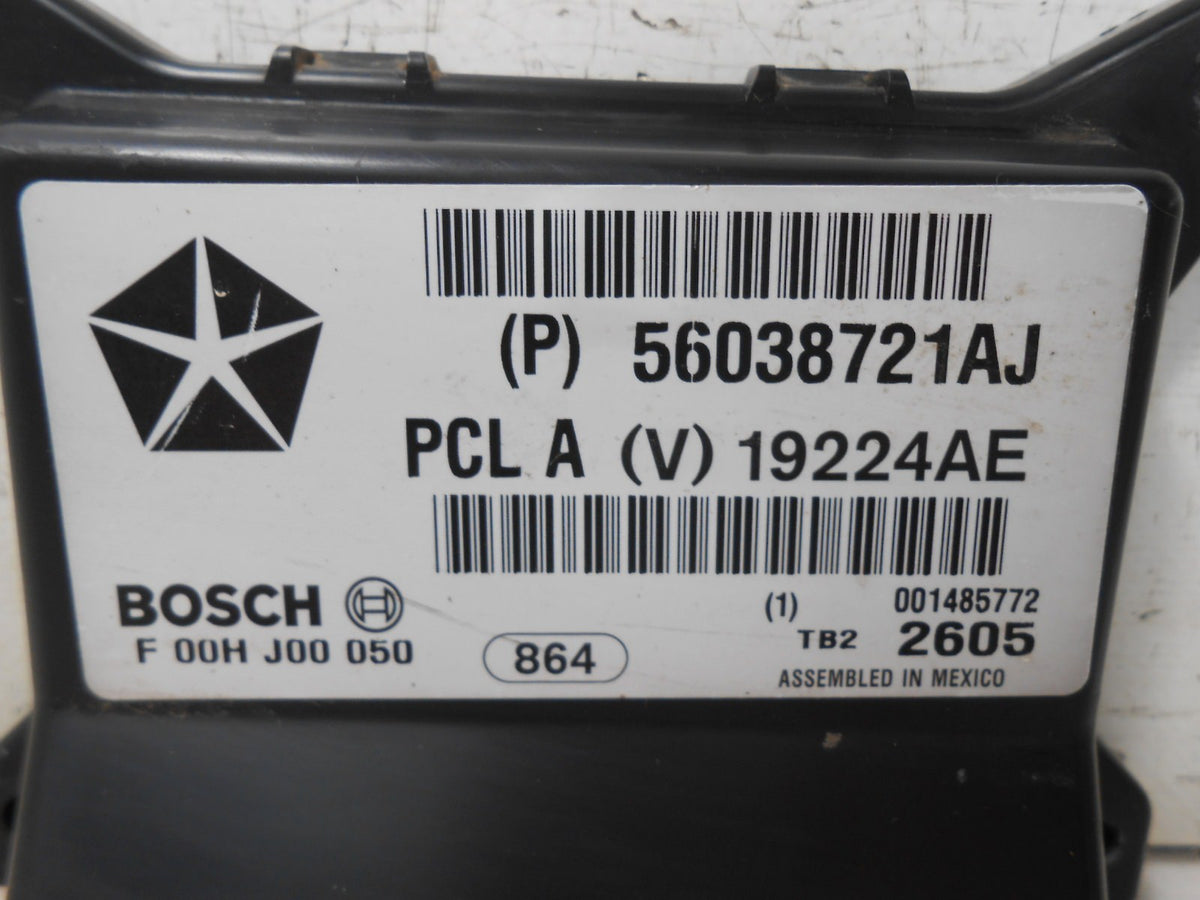 (P) 56038721AJ
PCL A (V) 19224AE
BOSCH
F 00H J00 050
864
(1) 001485772
TB2 2605
ASSEMBLED IN MEXICO